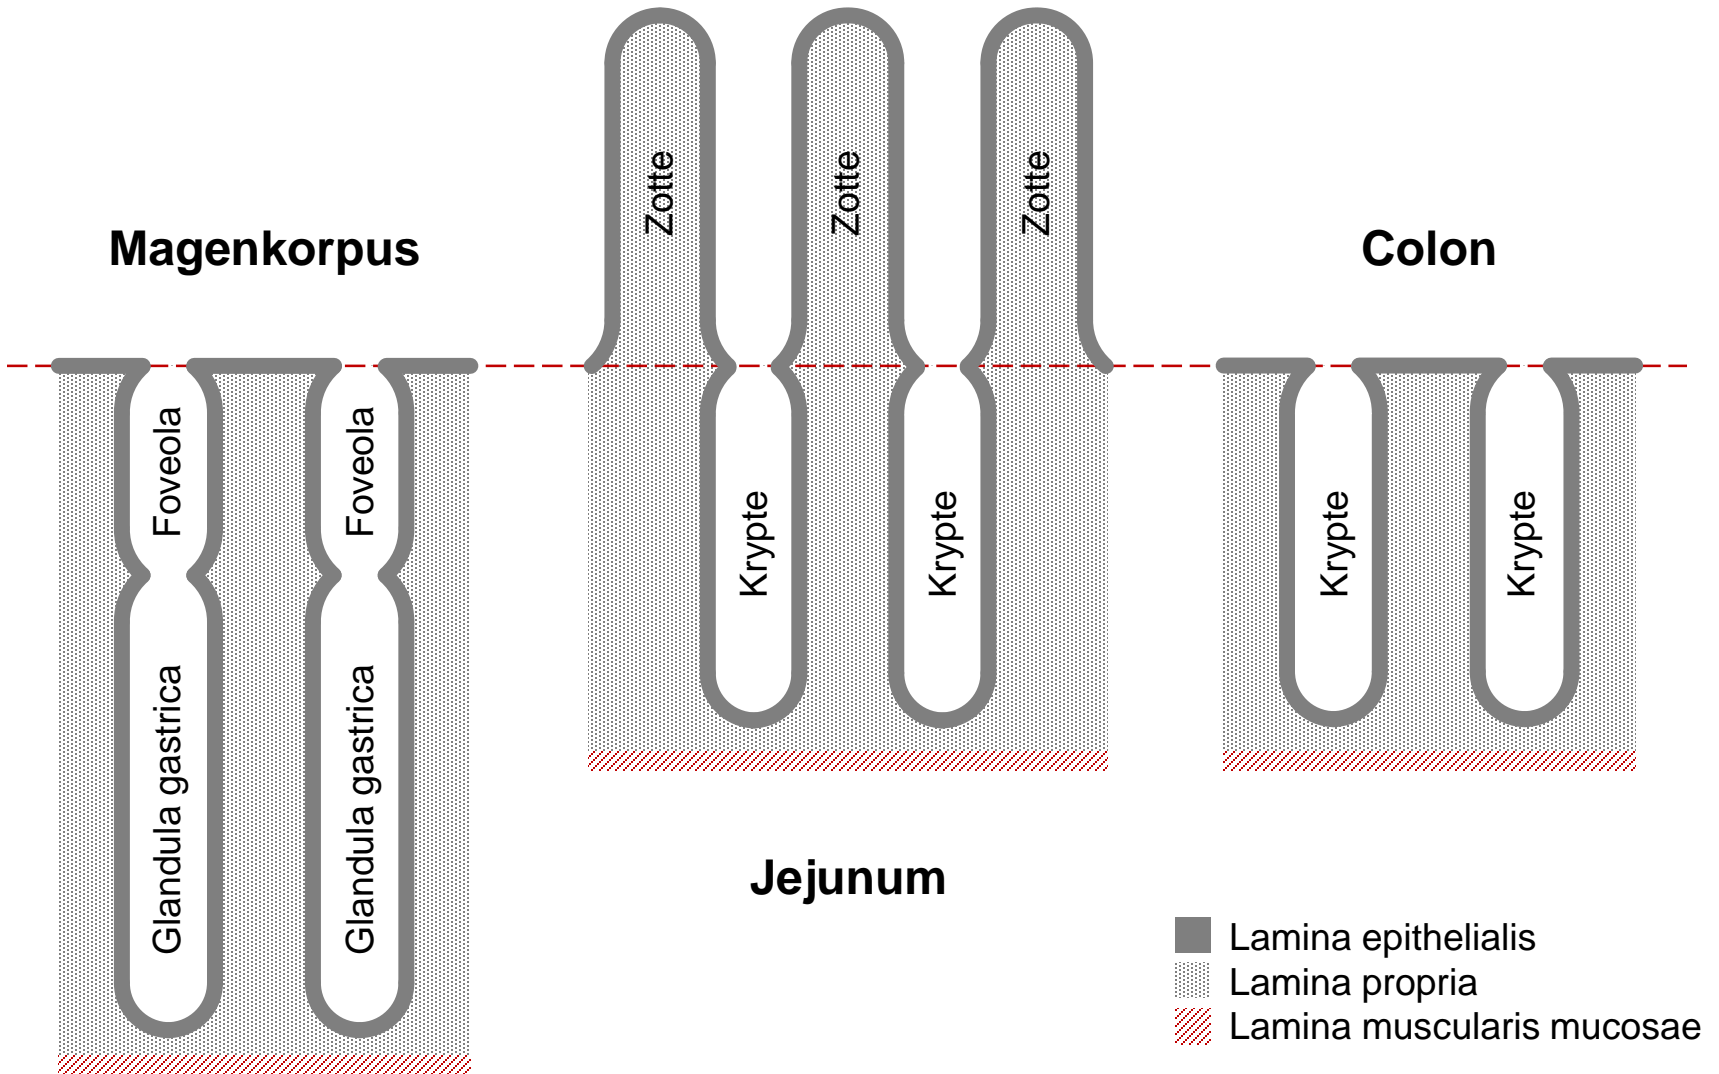 Zotte
Zotte
Zotte
Magenkorpus
Colon
Foveola
Foveola
Krypte
Krypte
Krypte
Krypte
Glandula gastrica
Glandula gastrica
Jejunum
Lamina epithelialis
Lamina propria
Lamina muscularis mucosae